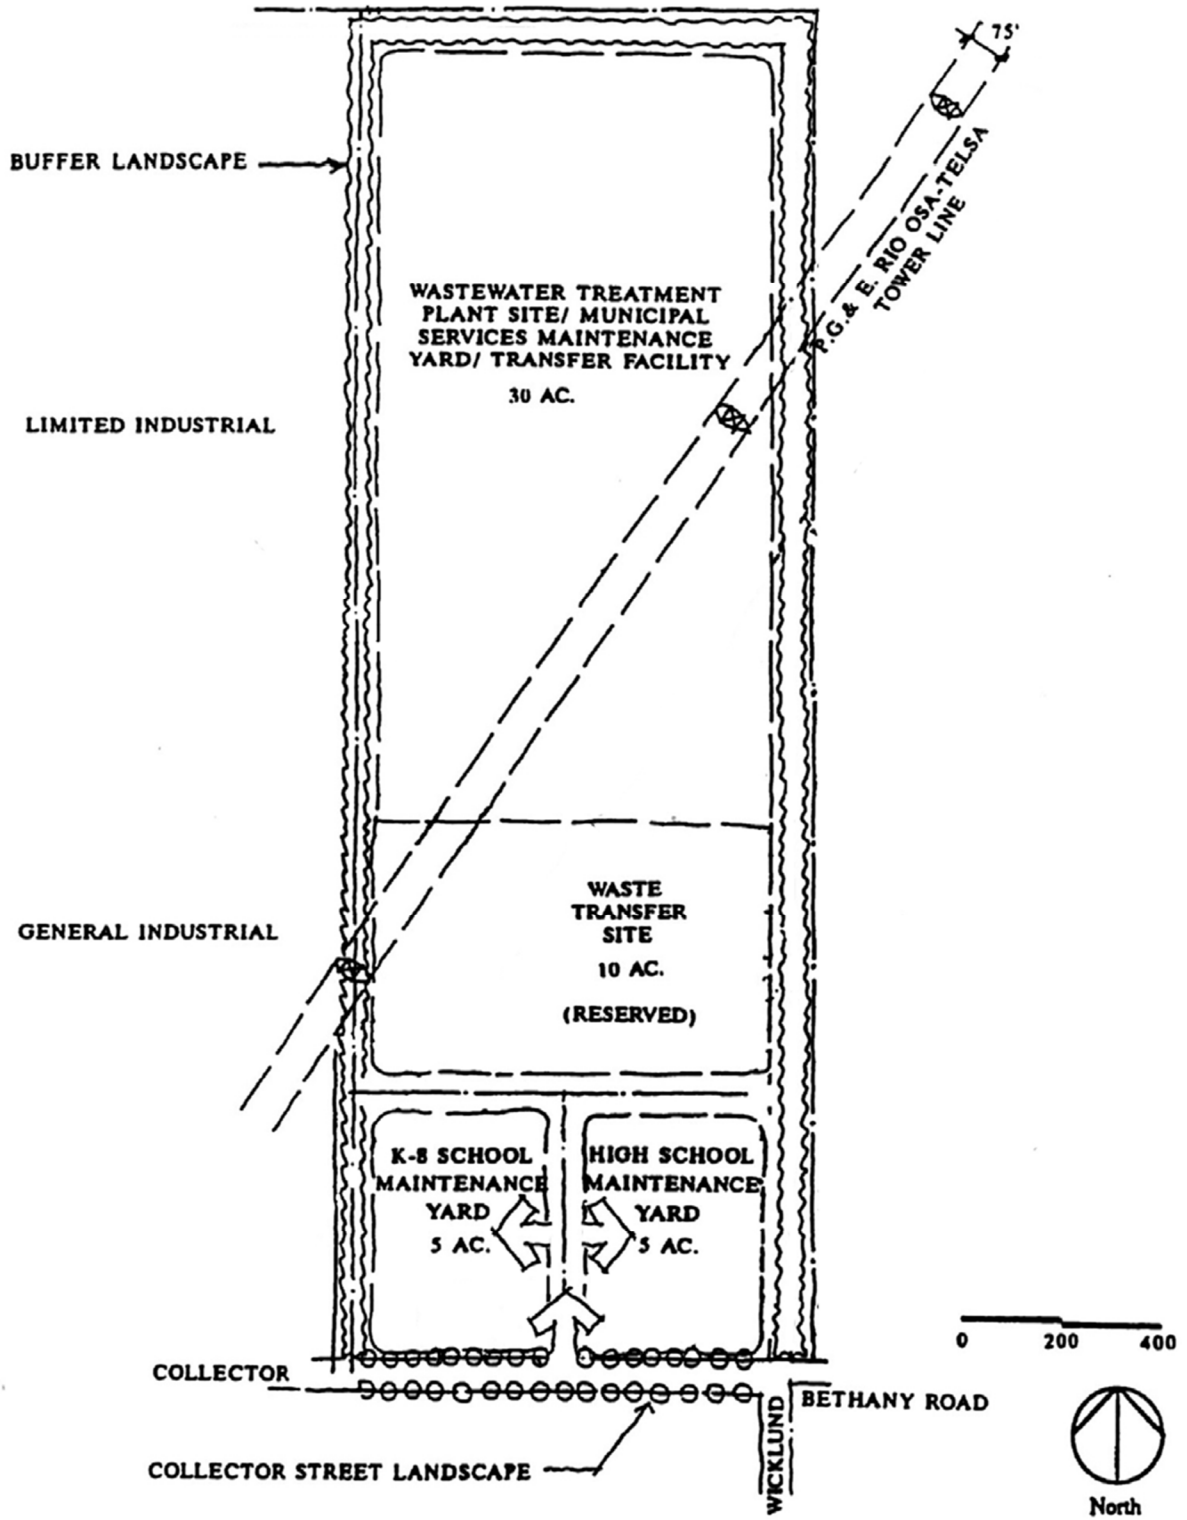 75'
BUFFER LANDSCAPE
P.G.& E. RIO OSA-TELSA
TOWER LINE
WASTEWATER TREATMENT
PLANT SITE/ MUNICIPAL
SERVICES MAINTENANCE
YARD/ TRANSFER FACILITY
30 AC.
LIMITED INDUSTRIAL
WASTE
TRANSFER
SITE
10 AC.
(RESERVED)
GENERAL INDUSTRIAL
K-8 SCHOOL
MAINTENANCE
YARD
5 AC.
HIGH SCHOOL
MAINTENANCE
YARD
5 AC.
0 200 400
COLLECTOR
BETHANY ROAD
WICKLUND
COLLECTOR STREET LANDSCAPE
North